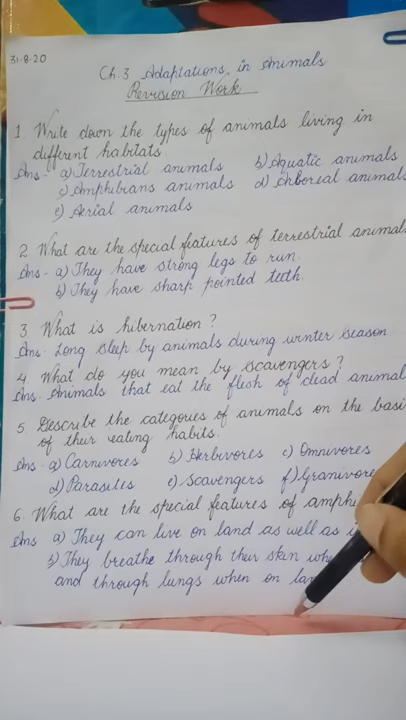 31-8-20
Ch.3 Adaptations in Animals
Revision Work
1. Write down the types of animals living in
different habitats
Ans- a) Terrestrial animals b) Aquatic animals
c) Amphibians animals d) Arboreal animals
e) Aerial animals
2. What are the special features of terrestrial animals
Ans- a) They have strong legs to run.
b) They have sharp pointed teeth.
3 What is hibernation?
Ans- Long sleep by animals during winter season
4 What do you mean by scavengers?
Ans- Animals that eat the flesh of dead animal
5 Describe the categories of animals on the basi
of their eating habits.
Ans- a) Carnivores b) Herbivores c) Omnivores
d) Parasites e) Scavengers f) Granivore
6. What are the special features of
Ans a) They can live on land as well as
b) They breathe through their skin
and through lungs when on